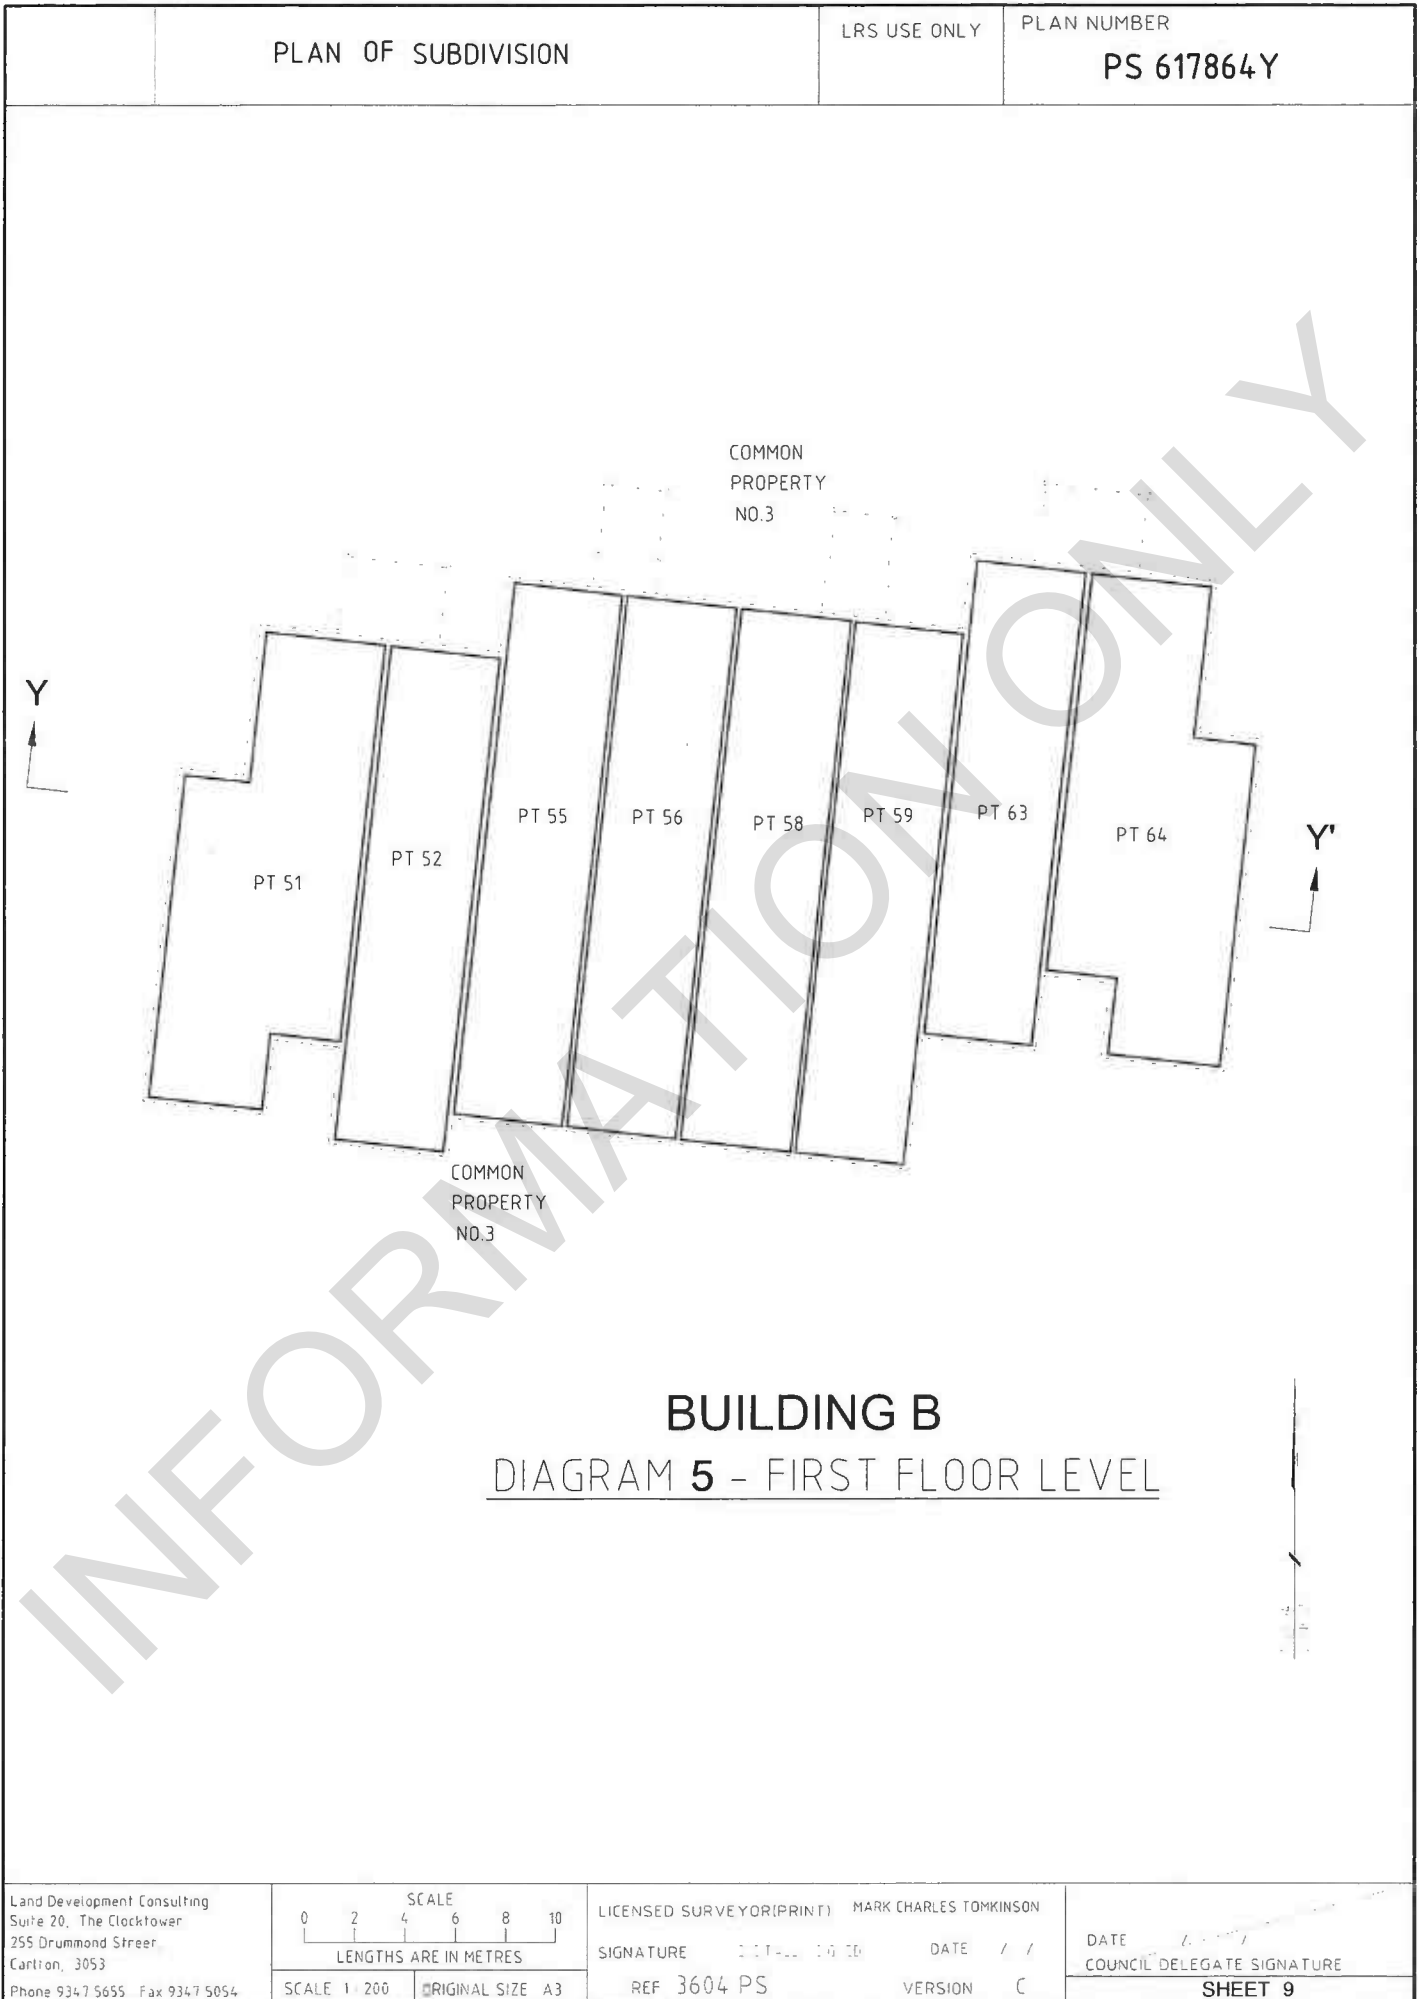 PLAN OF SUBDIVISION
LRS USE ONLY
PLAN NUMBER
PS 617864Y
COMMON
PROPERTY
NO.3
Y
PT 51
PT 52
PT 55
PT 56
PT 58
PT 59
PT 63
PT 64
Y'
COMMON
PROPERTY
NO.3
INFORMATION ONLY
BUILDING B
DIAGRAM 5 - FIRST FLOOR LEVEL
Land Development Consulting
Suite 20, The Clocktower
255 Drummond Street
Carlton, 3053
Phone 9347 5655 Fax 9347 5054
SCALE
0 2 4 6 8 10
LENGTHS ARE IN METRES
SCALE 1:200
ORIGINAL SIZE A3
LICENSED SURVEYOR(PRINT) MARK CHARLES TOMKINSON
SIGNATURE
DATE / /
REF 3604 PS
VERSION C
DATE / /
COUNCIL DELEGATE SIGNATURE
SHEET 9